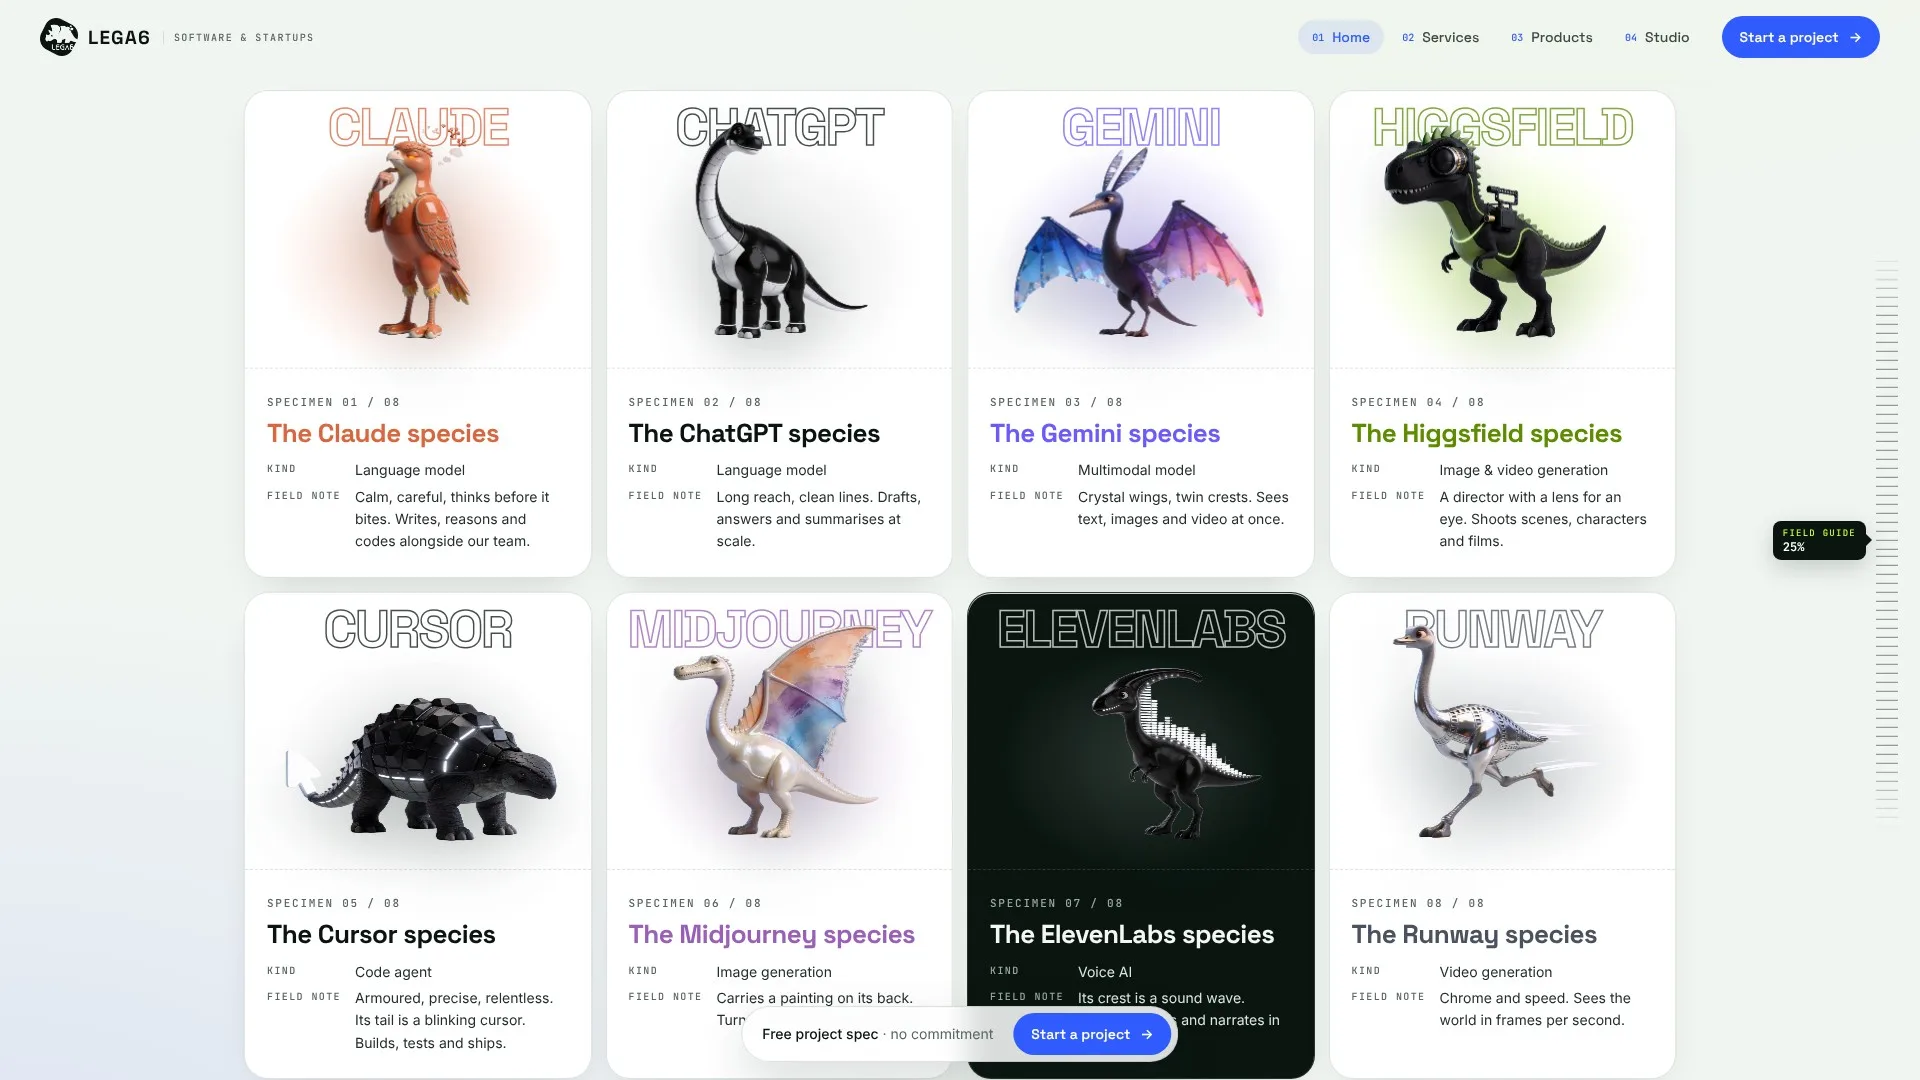 LEGA6
LEGA6
SOFTWARE & STARTUPS
01 Home
02 Services
03 Products
04 Studio
Start a project →
CLAUDE
SPECIMEN 01 / 08
The Claude species
KIND
Language model
FIELD NOTE
Calm, careful, thinks before it
bites. Writes, reasons and
codes alongside our team.
CHATGPT
SPECIMEN 02 / 08
The ChatGPT species
KIND
Language model
FIELD NOTE
Long reach, clean lines. Drafts,
answers and summarises at
scale.
GEMINI
SPECIMEN 03 / 08
The Gemini species
KIND
Multimodal model
FIELD NOTE
Crystal wings, twin crests. Sees
text, images and video at once.
HIGGSFIELD
SPECIMEN 04 / 08
The Higgsfield species
KIND
Image & video generation
FIELD NOTE
A director with a lens for an
eye. Shoots scenes, characters
and films.
FIELD GUIDE
25%
CURSOR
SPECIMEN 05 / 08
The Cursor species
KIND
Code agent
FIELD NOTE
Armoured, precise, relentless.
Its tail is a blinking cursor.
Builds, tests and ships.
MIDJOURNEY
SPECIMEN 06 / 08
The Midjourney species
KIND
Image generation
FIELD NOTE
Carries a painting on its back.
ELEVENLABS
SPECIMEN 07 / 08
The ElevenLabs species
KIND
Voice AI
FIELD NOTE
Its crest is a sound wave.
and narrates in
RUNWAY
SPECIMEN 08 / 08
The Runway species
KIND
Video generation
FIELD NOTE
Chrome and speed. Sees the
world in frames per second.
Free project spec · no commitment
Start a project →